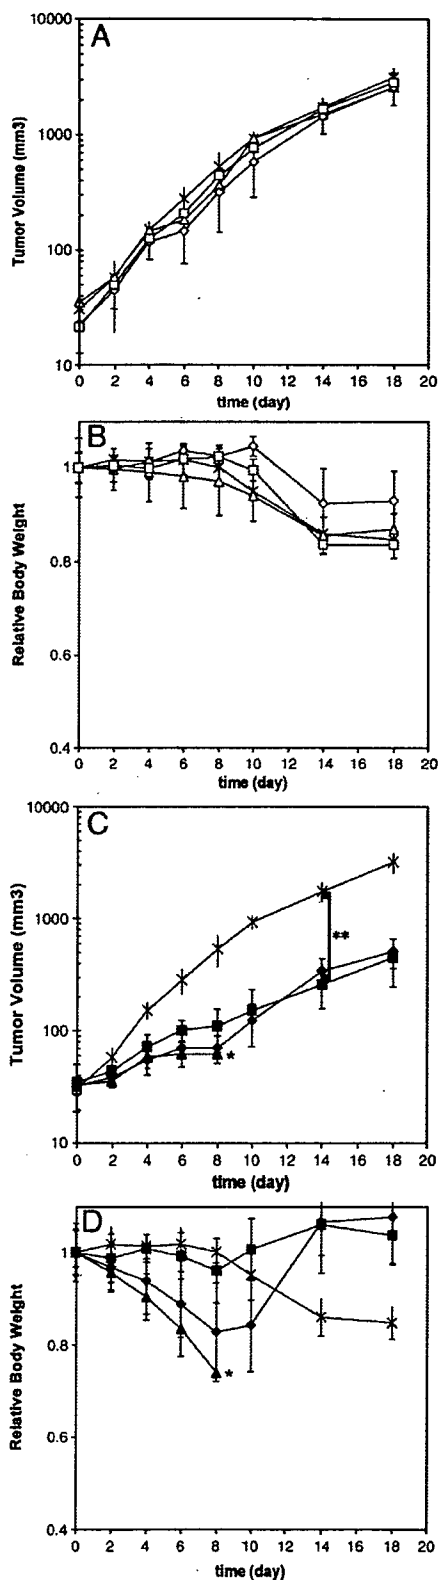 A
10000
1000
100
10
Tumor Volume (mm3)
0 2 4 6 8 10 12 14 16 18 20
time (day)
B
1
0.8
0.6
0.4
Relative Body Weight
0 2 4 6 8 10 12 14 16 18 20
time (day)
C
10000
1000
100
10
Tumor Volume (mm3)
**
*
0 2 4 6 8 10 12 14 16 18 20
time (day)
D
1
0.8
0.6
0.4
Relative Body Weight
*
0 2 4 6 8 10 12 14 16 18 20
time (day)